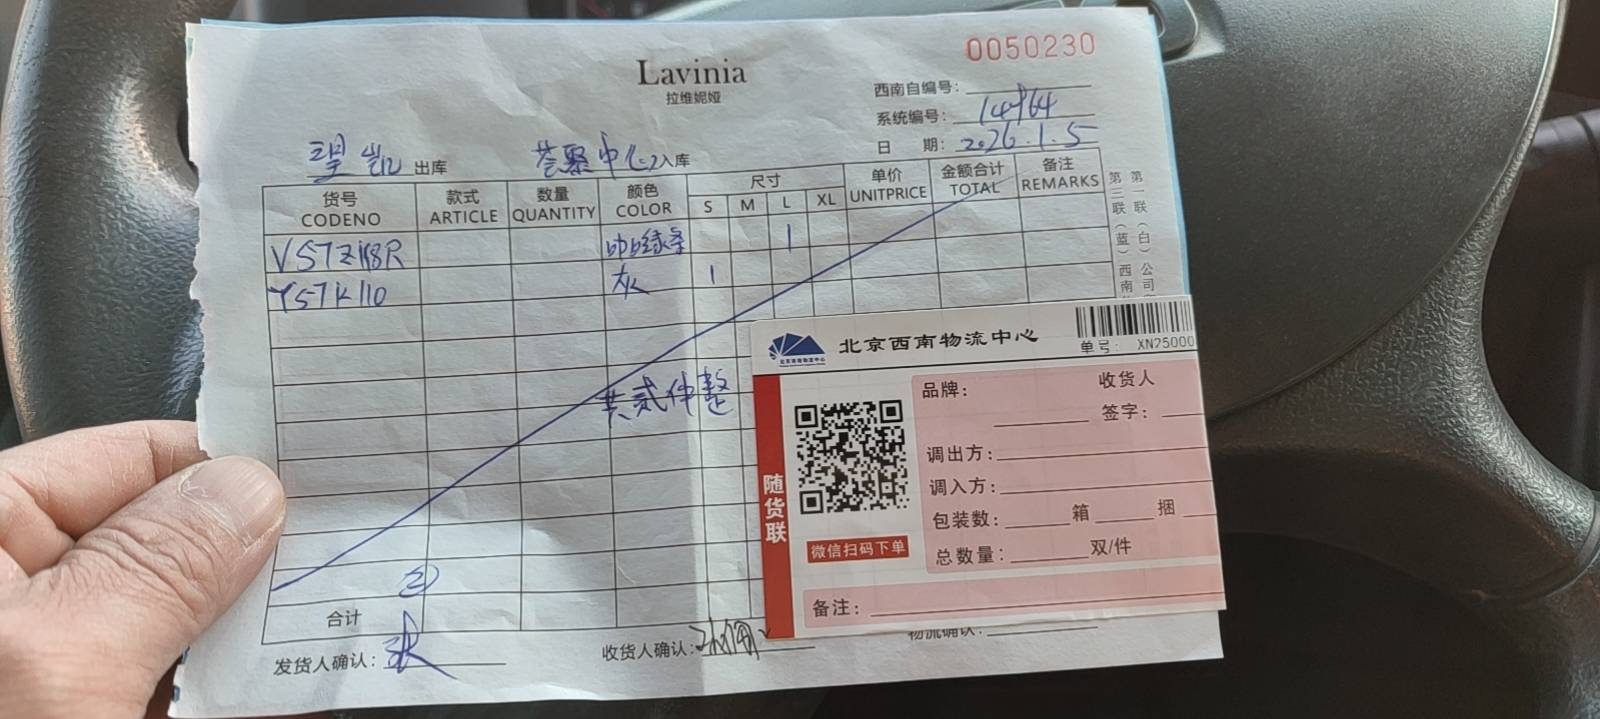 0050230
Lavinia
拉维妮娅
西南自编号:
系统编号: 14964
日 期: 2026.1.5
望凯 出库 荟聚中心 入库
货号 款式 数量 颜色 尺寸 单价 金额合计 备注
CODENO ARTICLE QUANTITY COLOR S M L XL UNITPRICE TOTAL REMARKS
V57Z118R 1
Y57K110 灰 1
共贰件整
合计 ②
发货人确认: 张
收货人确认:
物流确认:
第一联(白)公司
第三联(蓝)西南
北京西南物流中心
单号: XN25000
随货联
微信扫码下单
品牌:
收货人
签字:
调出方:
调入方:
包装数: 箱 捆
总数量: 双/件
备注: